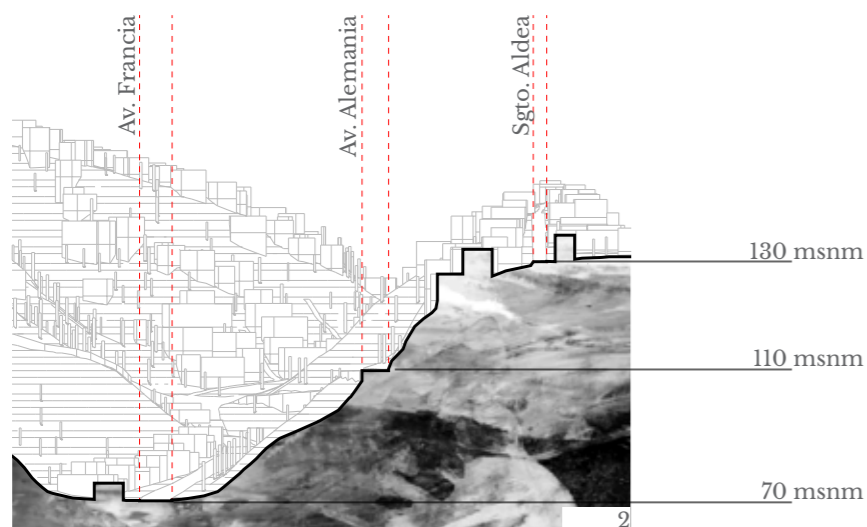 Av. Francia
Av. Alemania
Sgto. Aldea
130 msnm
110 msnm
70 msnm
2